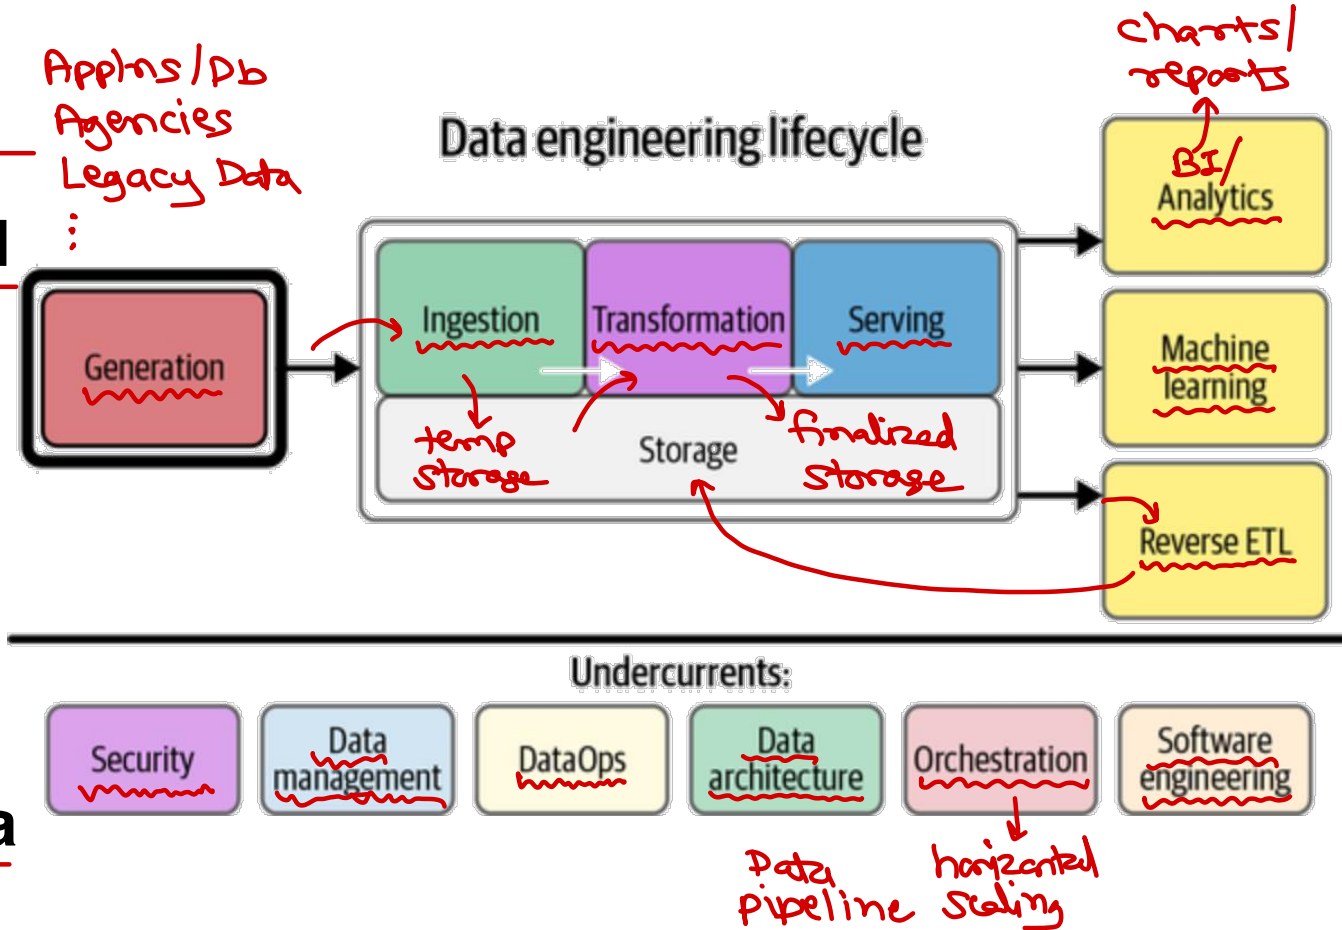 Applns/Db
Agencies
Legacy Data
Data engineering lifecycle
charts/
reports
BI/
Analytics
Generation
Ingestion
Transformation
Serving
temp
storage
Storage
finalized
storage
Machine
learning
Reverse ETL
Undercurrents:
Security
Data
management
DataOps
Data
architecture
Orchestration
Software
engineering
Data
pipeline
horizontal
scaling
a